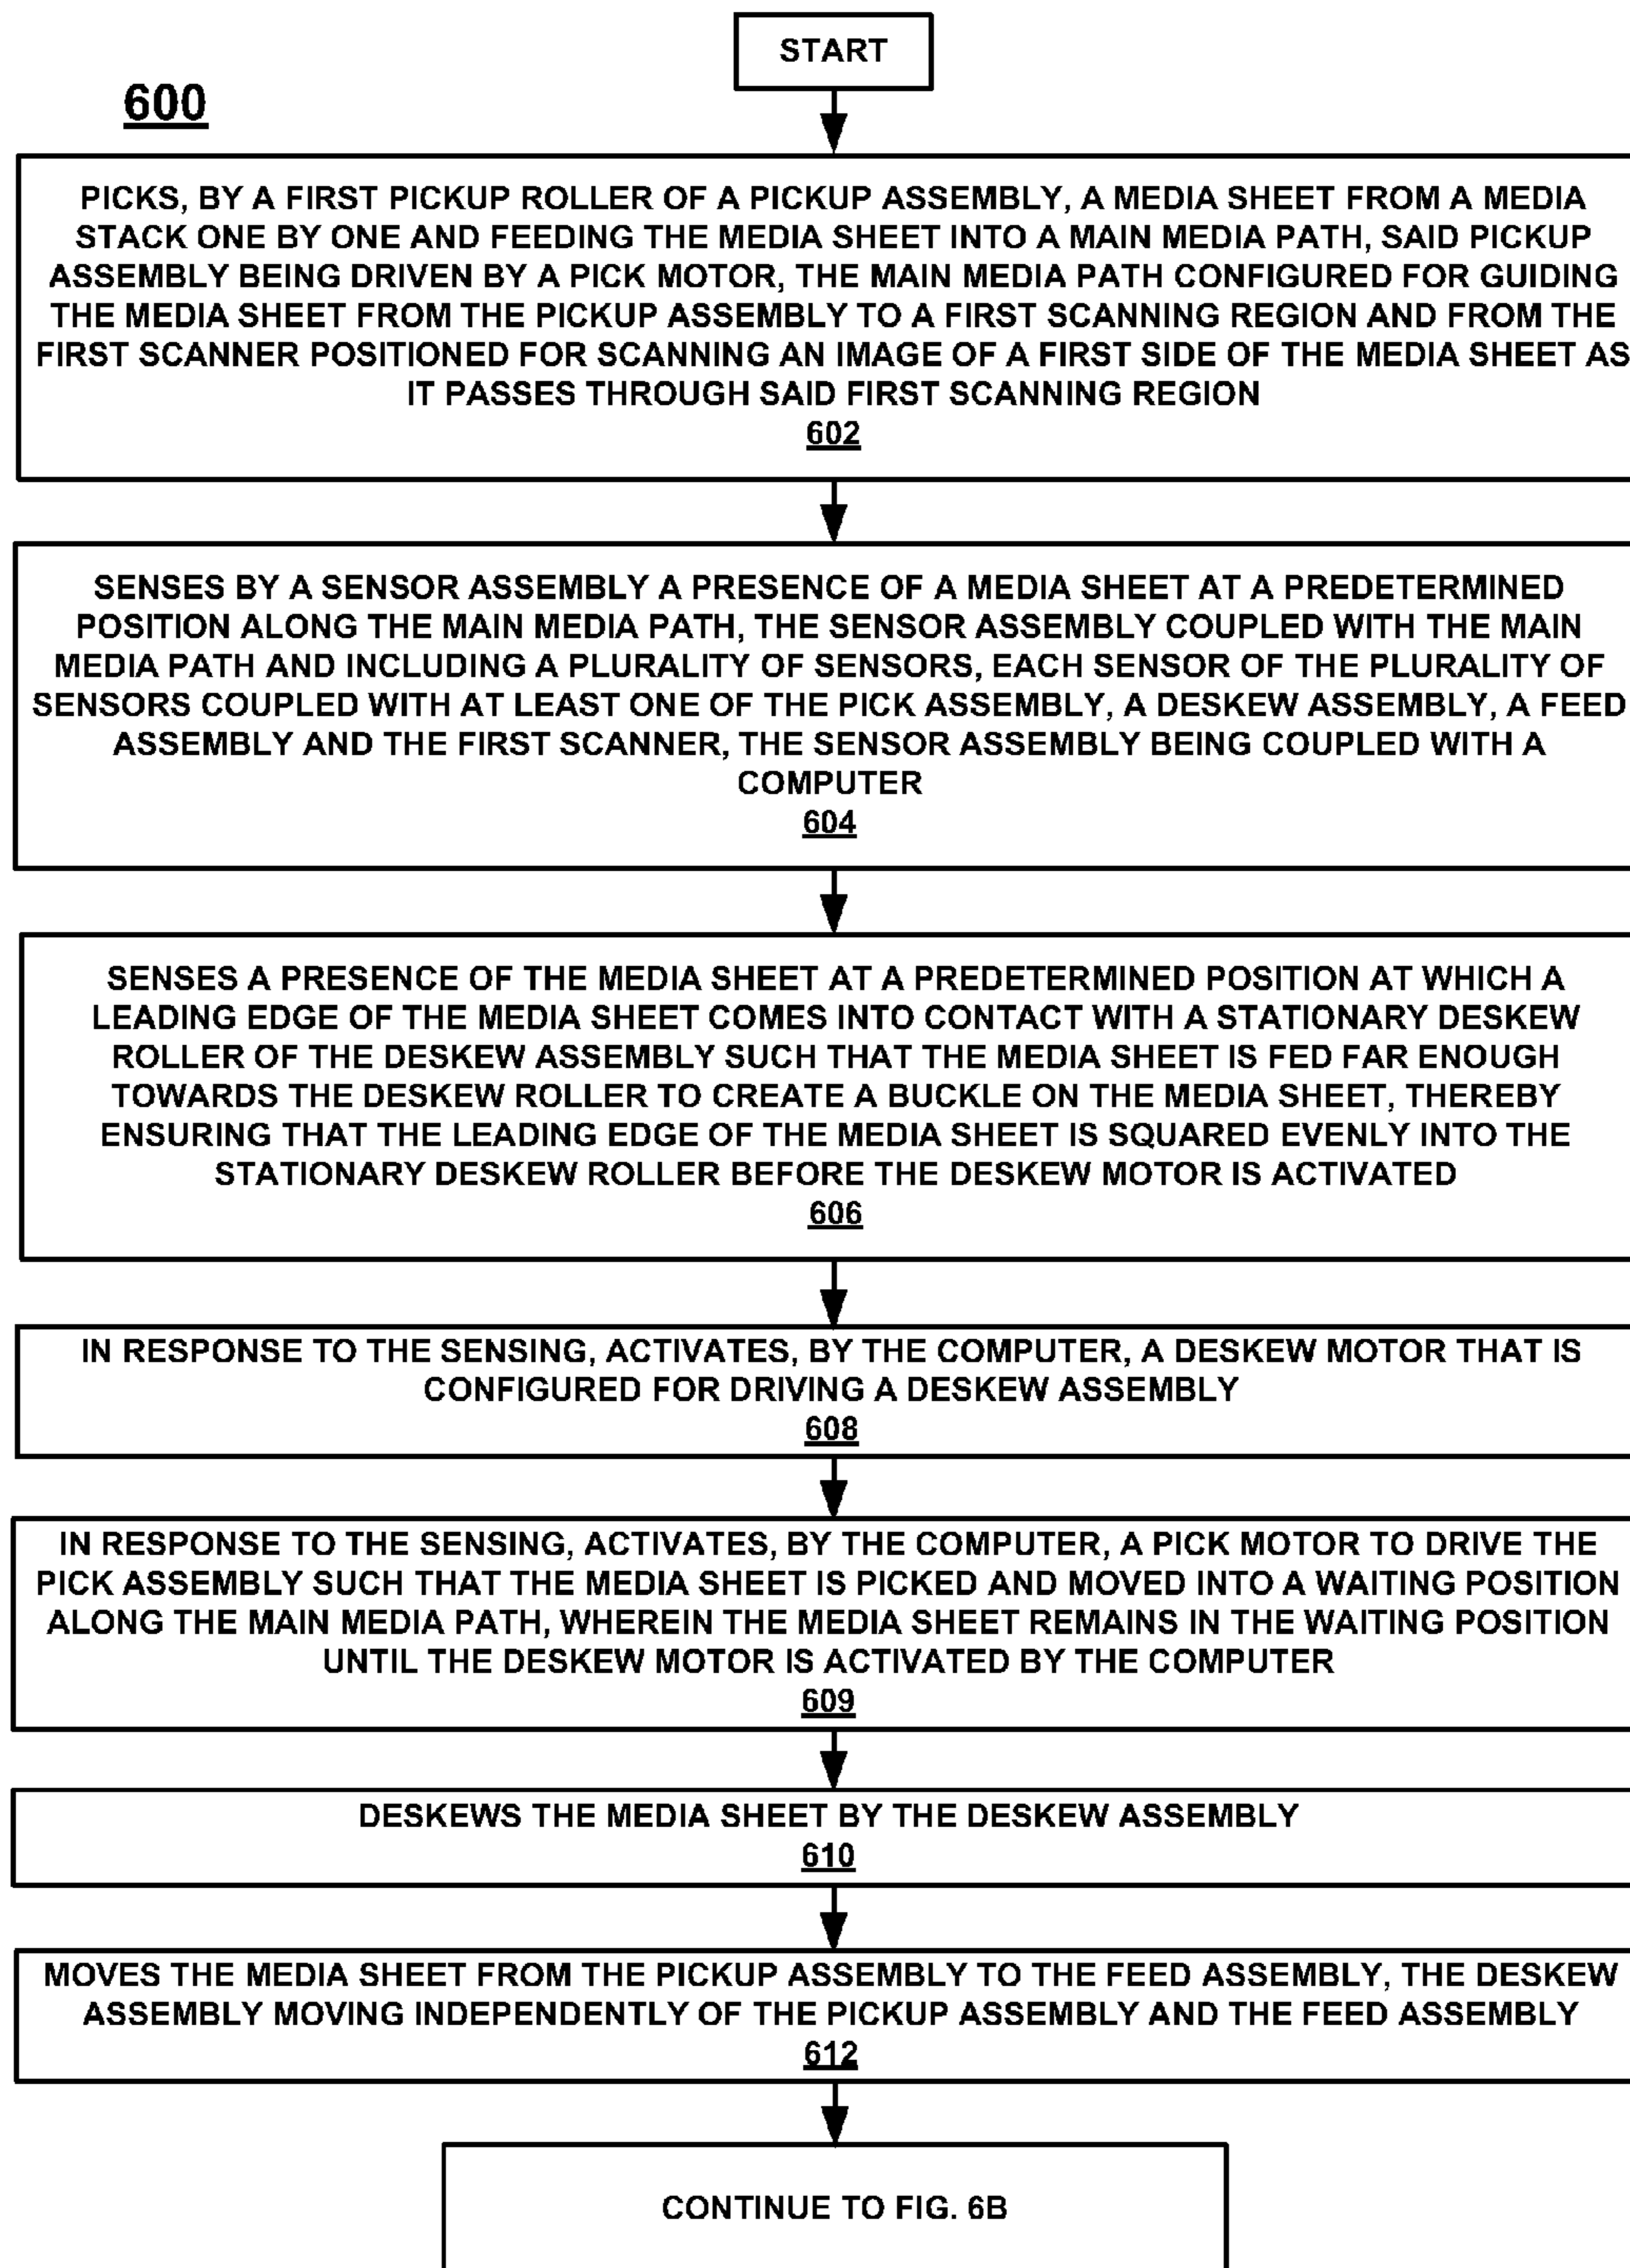 START
600
PICKS, BY A FIRST PICKUP ROLLER OF A PICKUP ASSEMBLY, A MEDIA SHEET FROM A MEDIA
STACK ONE BY ONE AND FEEDING THE MEDIA SHEET INTO A MAIN MEDIA PATH, SAID PICKUP
ASSEMBLY BEING DRIVEN BY A PICK MOTOR, THE MAIN MEDIA PATH CONFIGURED FOR GUIDING
THE MEDIA SHEET FROM THE PICKUP ASSEMBLY TO A FIRST SCANNING REGION AND FROM THE
FIRST SCANNER POSITIONED FOR SCANNING AN IMAGE OF A FIRST SIDE OF THE MEDIA SHEET AS
IT PASSES THROUGH SAID FIRST SCANNING REGION
602
SENSES BY A SENSOR ASSEMBLY A PRESENCE OF A MEDIA SHEET AT A PREDETERMINED
POSITION ALONG THE MAIN MEDIA PATH, THE SENSOR ASSEMBLY COUPLED WITH THE MAIN
MEDIA PATH AND INCLUDING A PLURALITY OF SENSORS, EACH SENSOR OF THE PLURALITY OF
SENSORS COUPLED WITH AT LEAST ONE OF THE PICK ASSEMBLY, A DESKEW ASSEMBLY, A FEED
ASSEMBLY AND THE FIRST SCANNER, THE SENSOR ASSEMBLY BEING COUPLED WITH A
COMPUTER
604
SENSES A PRESENCE OF THE MEDIA SHEET AT A PREDETERMINED POSITION AT WHICH A
LEADING EDGE OF THE MEDIA SHEET COMES INTO CONTACT WITH A STATIONARY DESKEW
ROLLER OF THE DESKEW ASSEMBLY SUCH THAT THE MEDIA SHEET IS FED FAR ENOUGH
TOWARDS THE DESKEW ROLLER TO CREATE A BUCKLE ON THE MEDIA SHEET, THEREBY
ENSURING THAT THE LEADING EDGE OF THE MEDIA SHEET IS SQUARED EVENLY INTO THE
STATIONARY DESKEW ROLLER BEFORE THE DESKEW MOTOR IS ACTIVATED
606
IN RESPONSE TO THE SENSING, ACTIVATES, BY THE COMPUTER, A DESKEW MOTOR THAT IS
CONFIGURED FOR DRIVING A DESKEW ASSEMBLY
608
IN RESPONSE TO THE SENSING, ACTIVATES, BY THE COMPUTER, A PICK MOTOR TO DRIVE THE
PICK ASSEMBLY SUCH THAT THE MEDIA SHEET IS PICKED AND MOVED INTO A WAITING POSITION
ALONG THE MAIN MEDIA PATH, WHEREIN THE MEDIA SHEET REMAINS IN THE WAITING POSITION
UNTIL THE DESKEW MOTOR IS ACTIVATED BY THE COMPUTER
609
DESKEWS THE MEDIA SHEET BY THE DESKEW ASSEMBLY
610
MOVES THE MEDIA SHEET FROM THE PICKUP ASSEMBLY TO THE FEED ASSEMBLY, THE DESKEW
ASSEMBLY MOVING INDEPENDENTLY OF THE PICKUP ASSEMBLY AND THE FEED ASSEMBLY
612
CONTINUE TO FIG. 6B